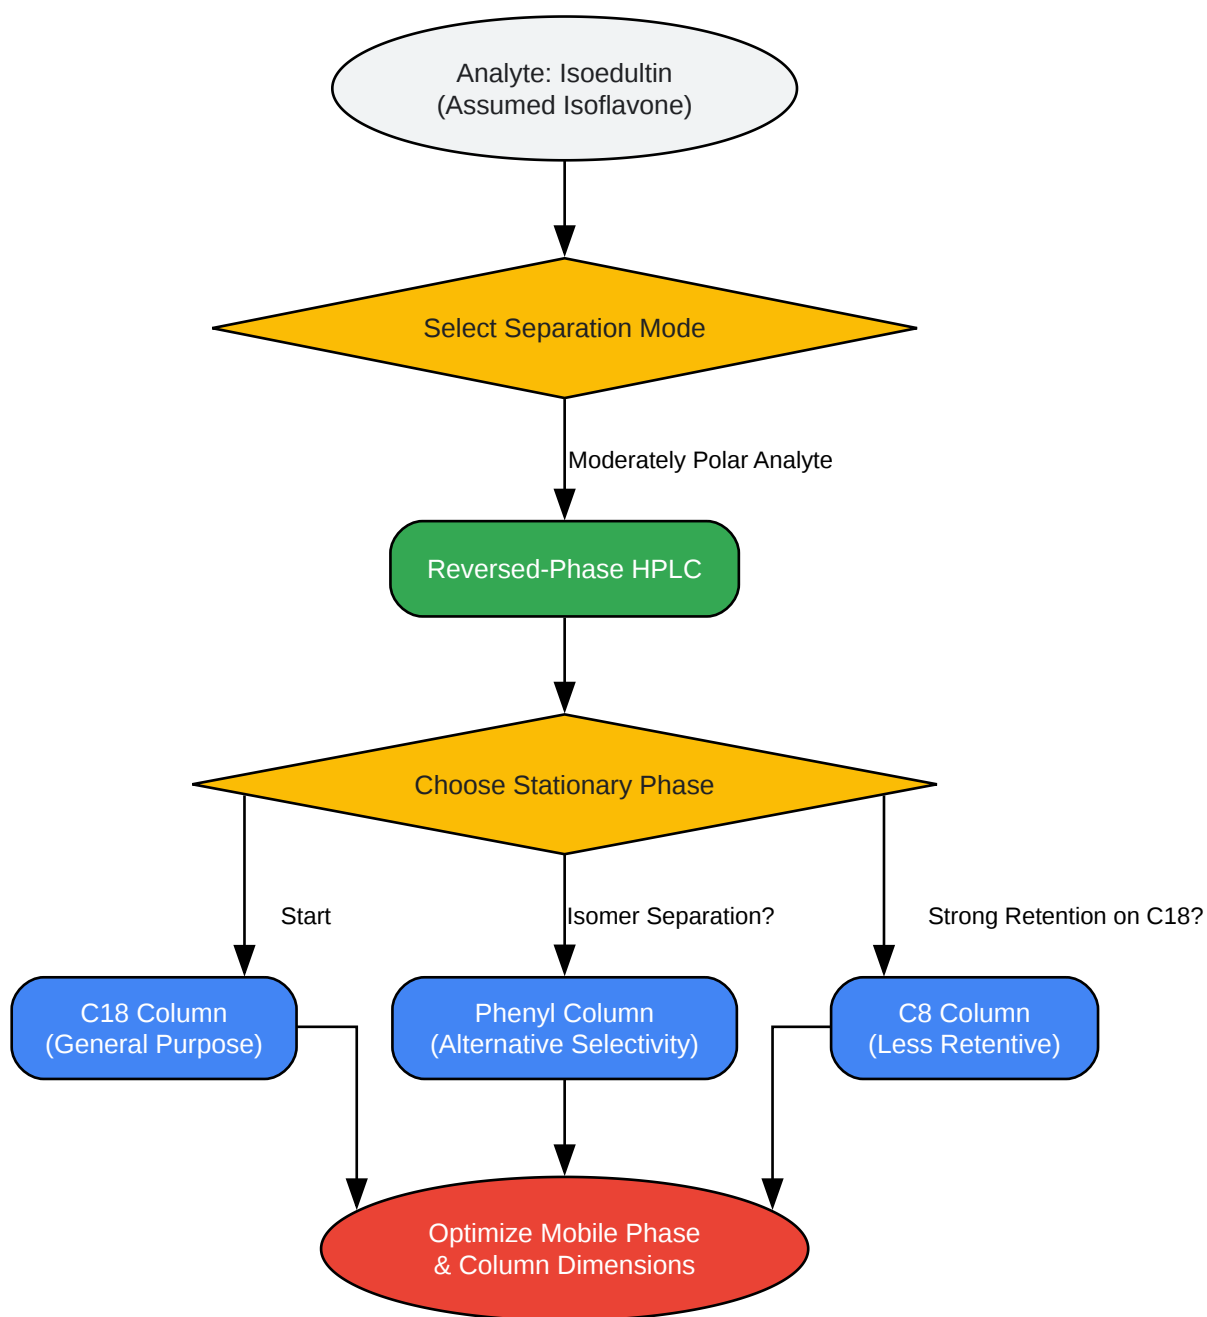 Analyte: Isoedultin
(Assumed Isoflavone)
Select Separation Mode
Moderately Polar Analyte
Reversed-Phase HPLC
Choose Stationary Phase
Start
Isomer Separation?
Strong Retention on C18?
C18 Column
(General Purpose)
Phenyl Column
(Alternative Selectivity)
C8 Column
(Less Retentive)
Optimize Mobile Phase
& Column Dimensions